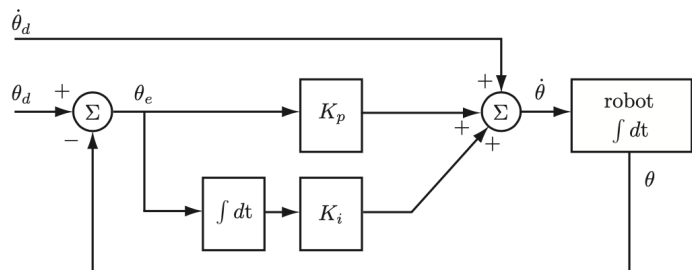 θ̇_d
θ_d + Σ θ_e K_p + + + Σ θ̇ robot ∫ dt
−
∫ dt K_i
θ